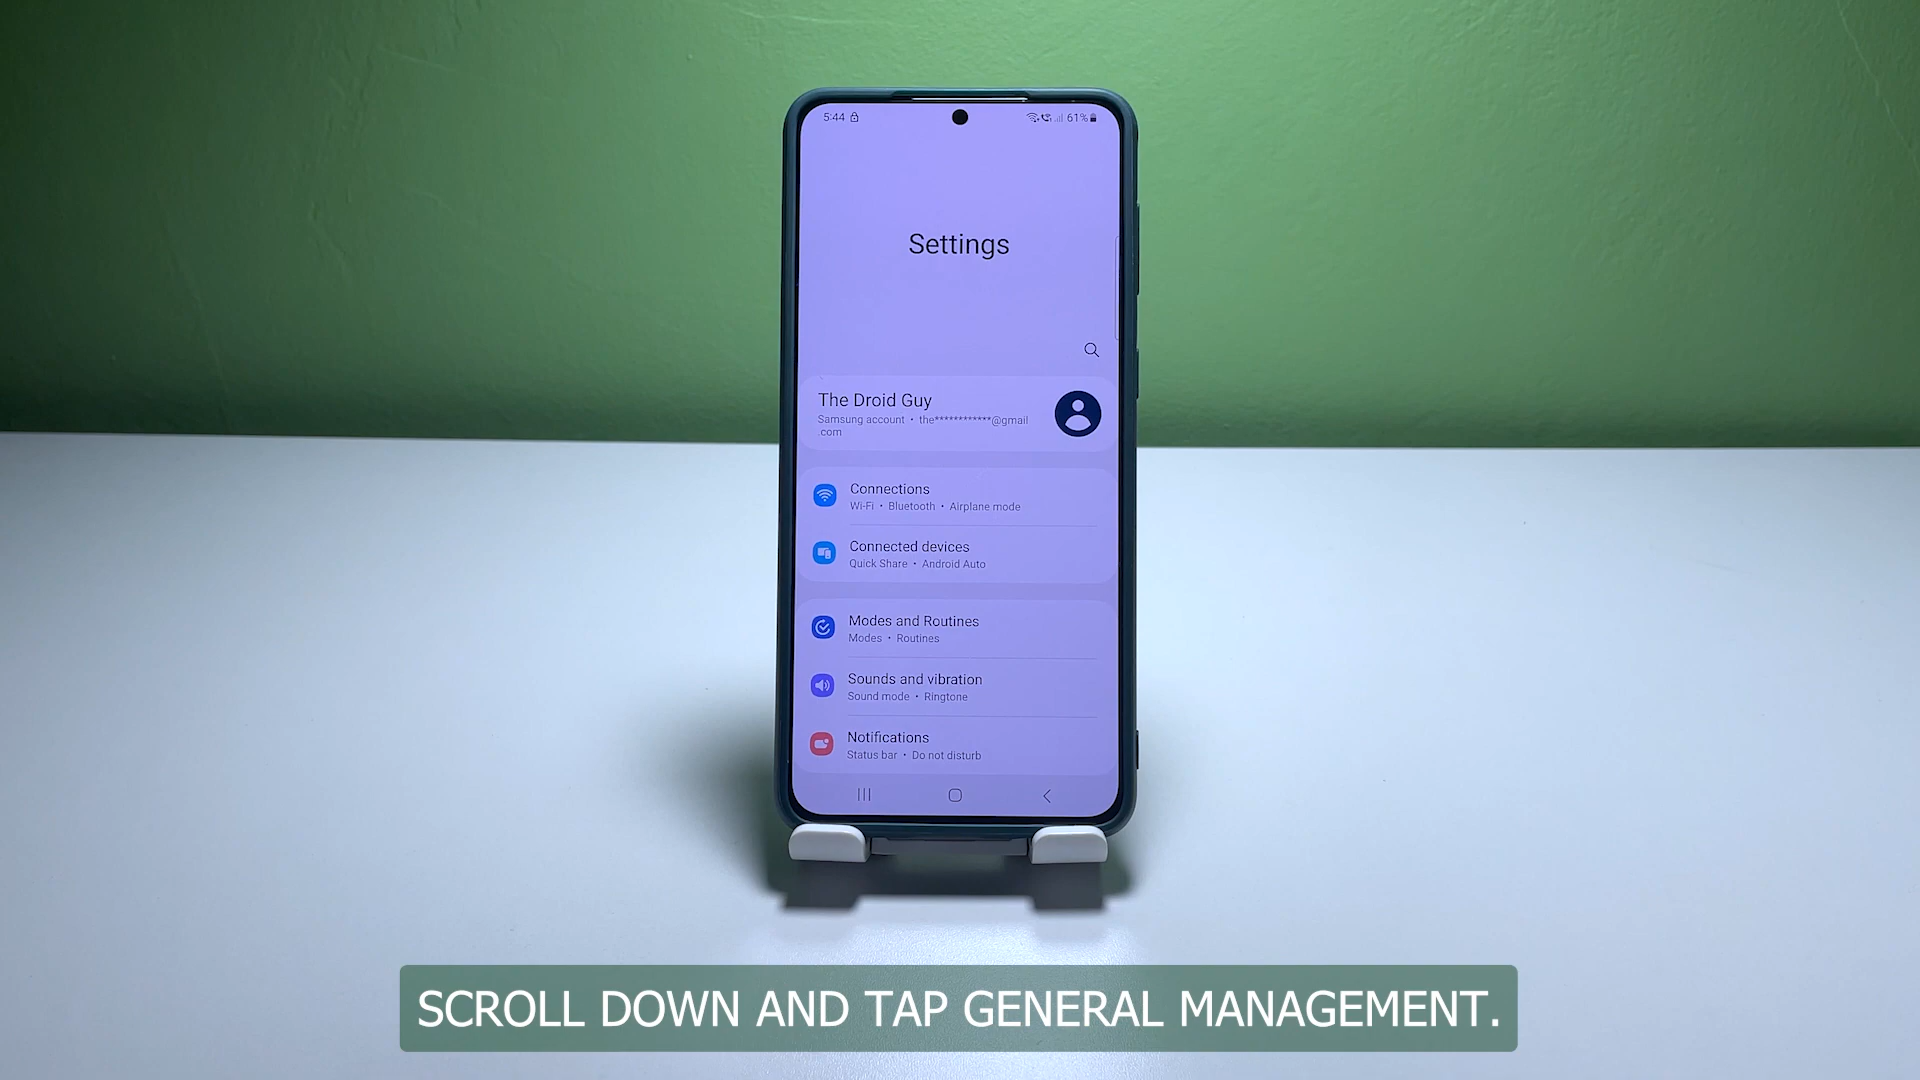 5:44
61%
Settings
The Droid Guy
Samsung account • the************@gmail
.com
Connections
Wi-Fi • Bluetooth • Airplane mode
Connected devices
Quick Share • Android Auto
Modes and Routines
Modes • Routines
Sounds and vibration
Sound mode • Ringtone
Notifications
Status bar • Do not disturb
SCROLL DOWN AND TAP GENERAL MANAGEMENT.